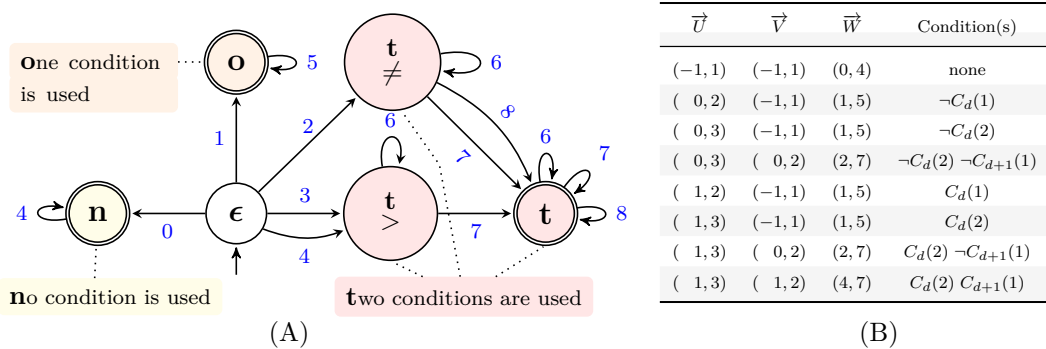 one condition
is used
o
5
t
≠
6
1
2
8
7
6
6
7
4
n
0
ϵ
3
4
t
>
7
t
8
no condition is used
two conditions are used
(A)
U V W Condition(s)
(−1, 1) (−1, 1) (0, 4) none
( 0, 2) (−1, 1) (1, 5) ¬C_d(1)
( 0, 3) (−1, 1) (1, 5) ¬C_d(2)
( 0, 3) ( 0, 2) (2, 7) ¬C_d(2) ¬C_{d+1}(1)
( 1, 2) (−1, 1) (1, 5) C_d(1)
( 1, 3) (−1, 1) (1, 5) C_d(2)
( 1, 3) ( 0, 2) (2, 7) C_d(2) ¬C_{d+1}(1)
( 1, 3) ( 1, 2) (4, 7) C_d(2) C_{d+1}(1)
(B)